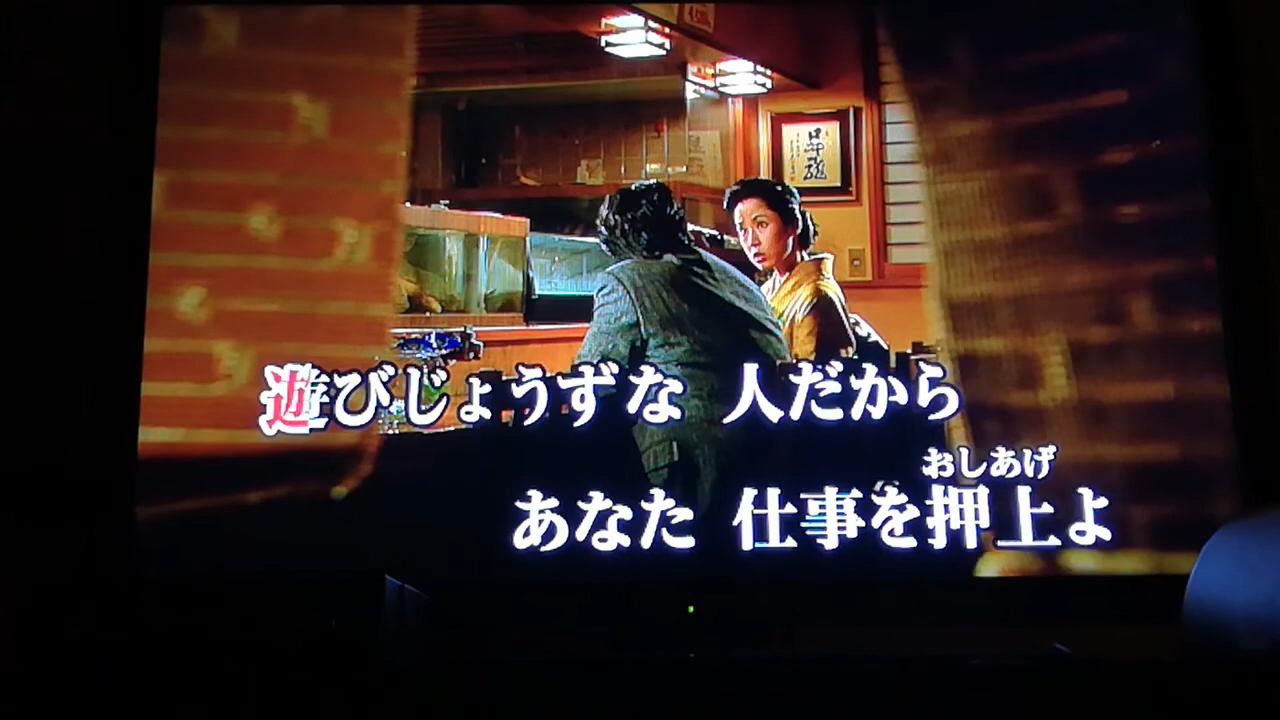 遊びじょうずな 人だから
おしあげ
あなた 仕事を押上よ